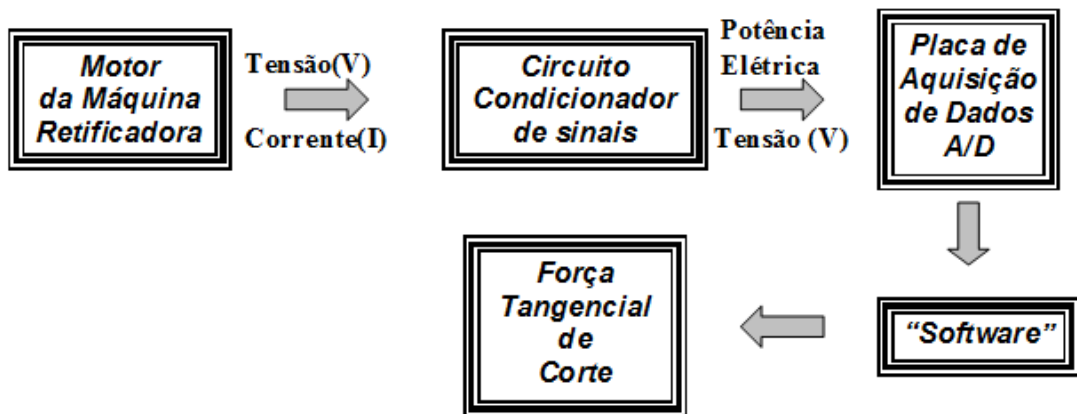 Motor
da Máquina
Retificadora
Tensão(V)
Corrente(I)
Circuito
Condicionador
de sinais
Potência
Elétrica
Tensão (V)
Placa de
Aquisição
de Dados
A/D
“Software”
Força
Tangencial
de
Corte